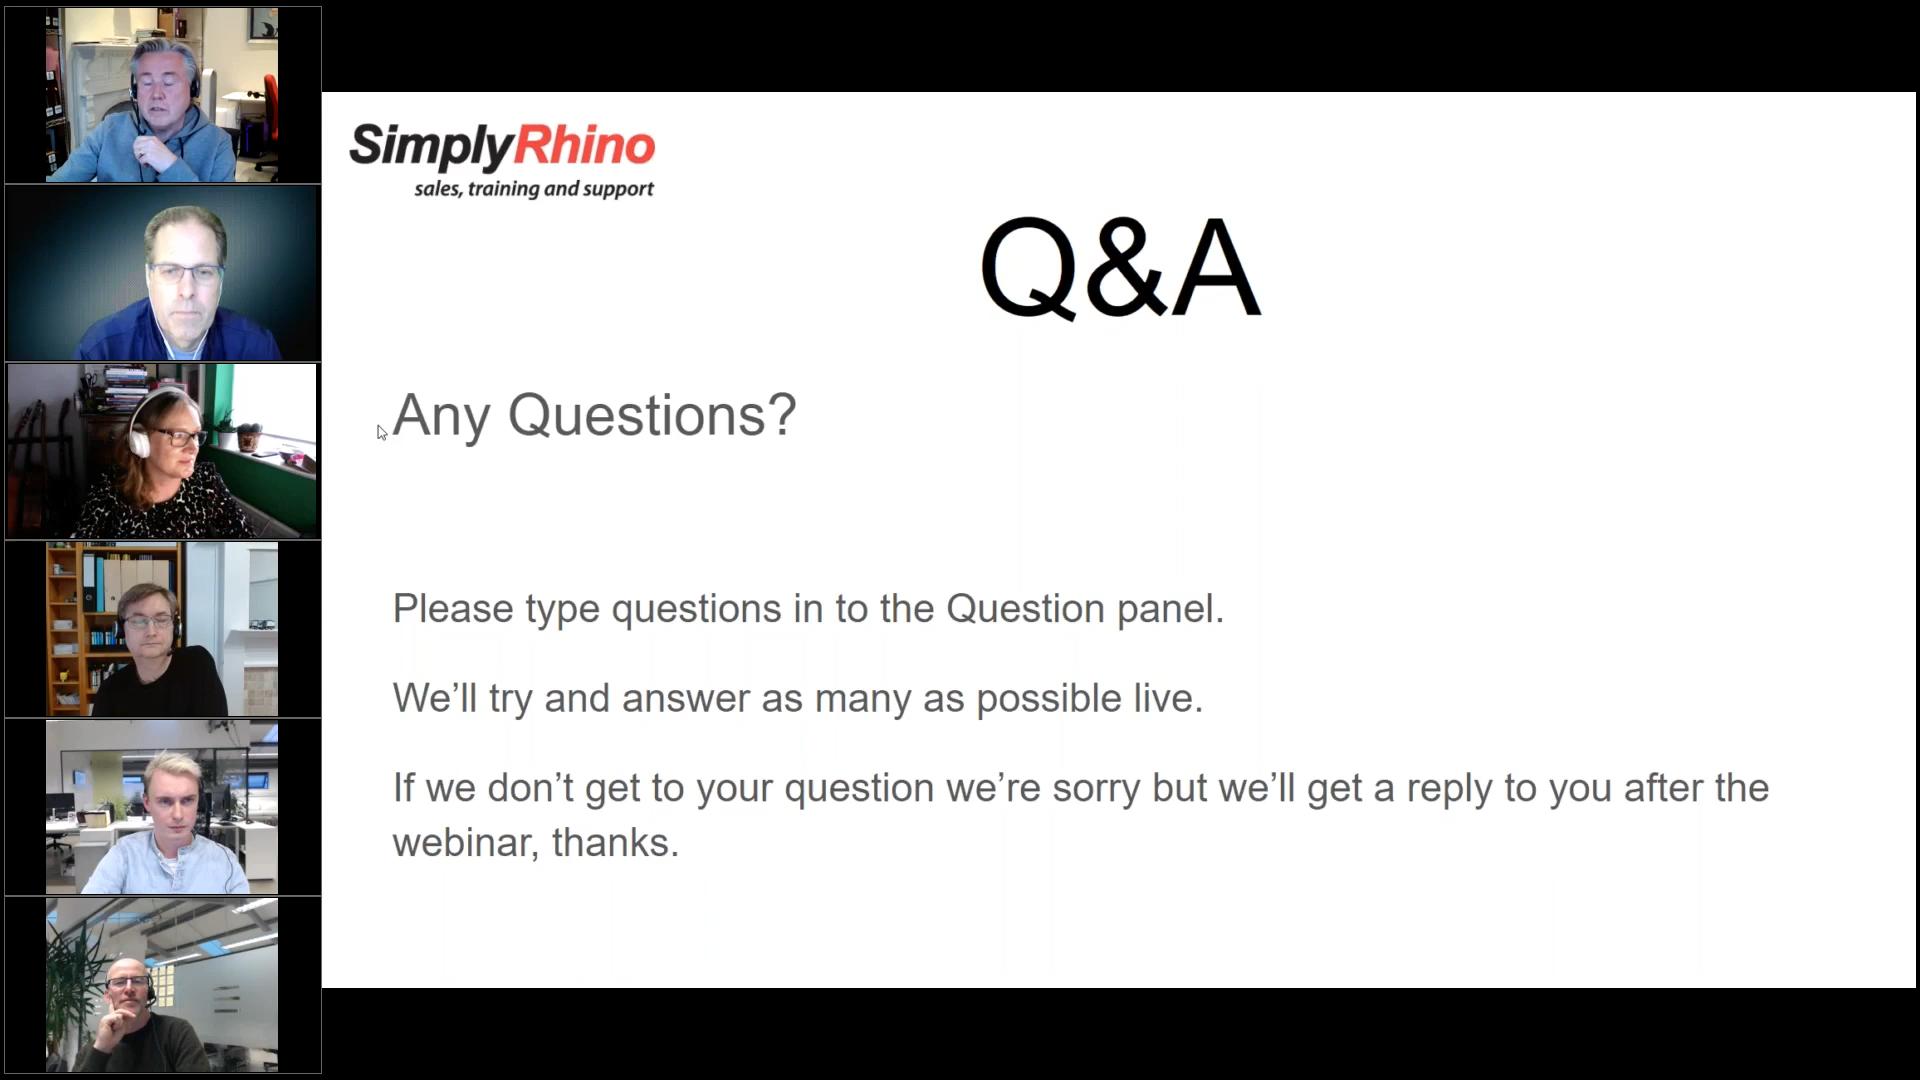 SimplyRhino
sales, training and support
Q&A
Any Questions?
Please type questions in to the Question panel.
We’ll try and answer as many as possible live.
If we don’t get to your question we’re sorry but we’ll get a reply to you after the
webinar, thanks.